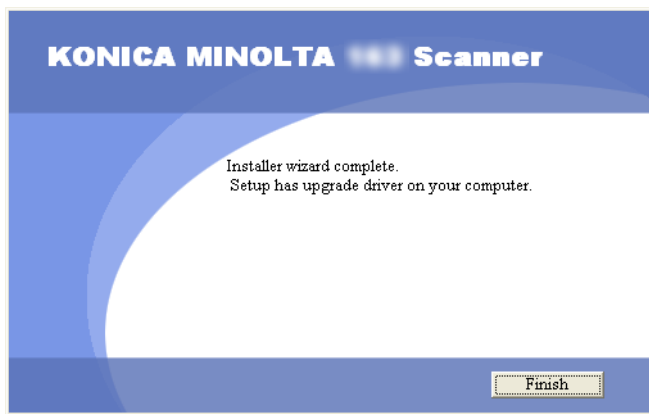 KONICA MINOLTA Scanner
Installer wizard complete.
Setup has upgrade driver on your computer.
Finish